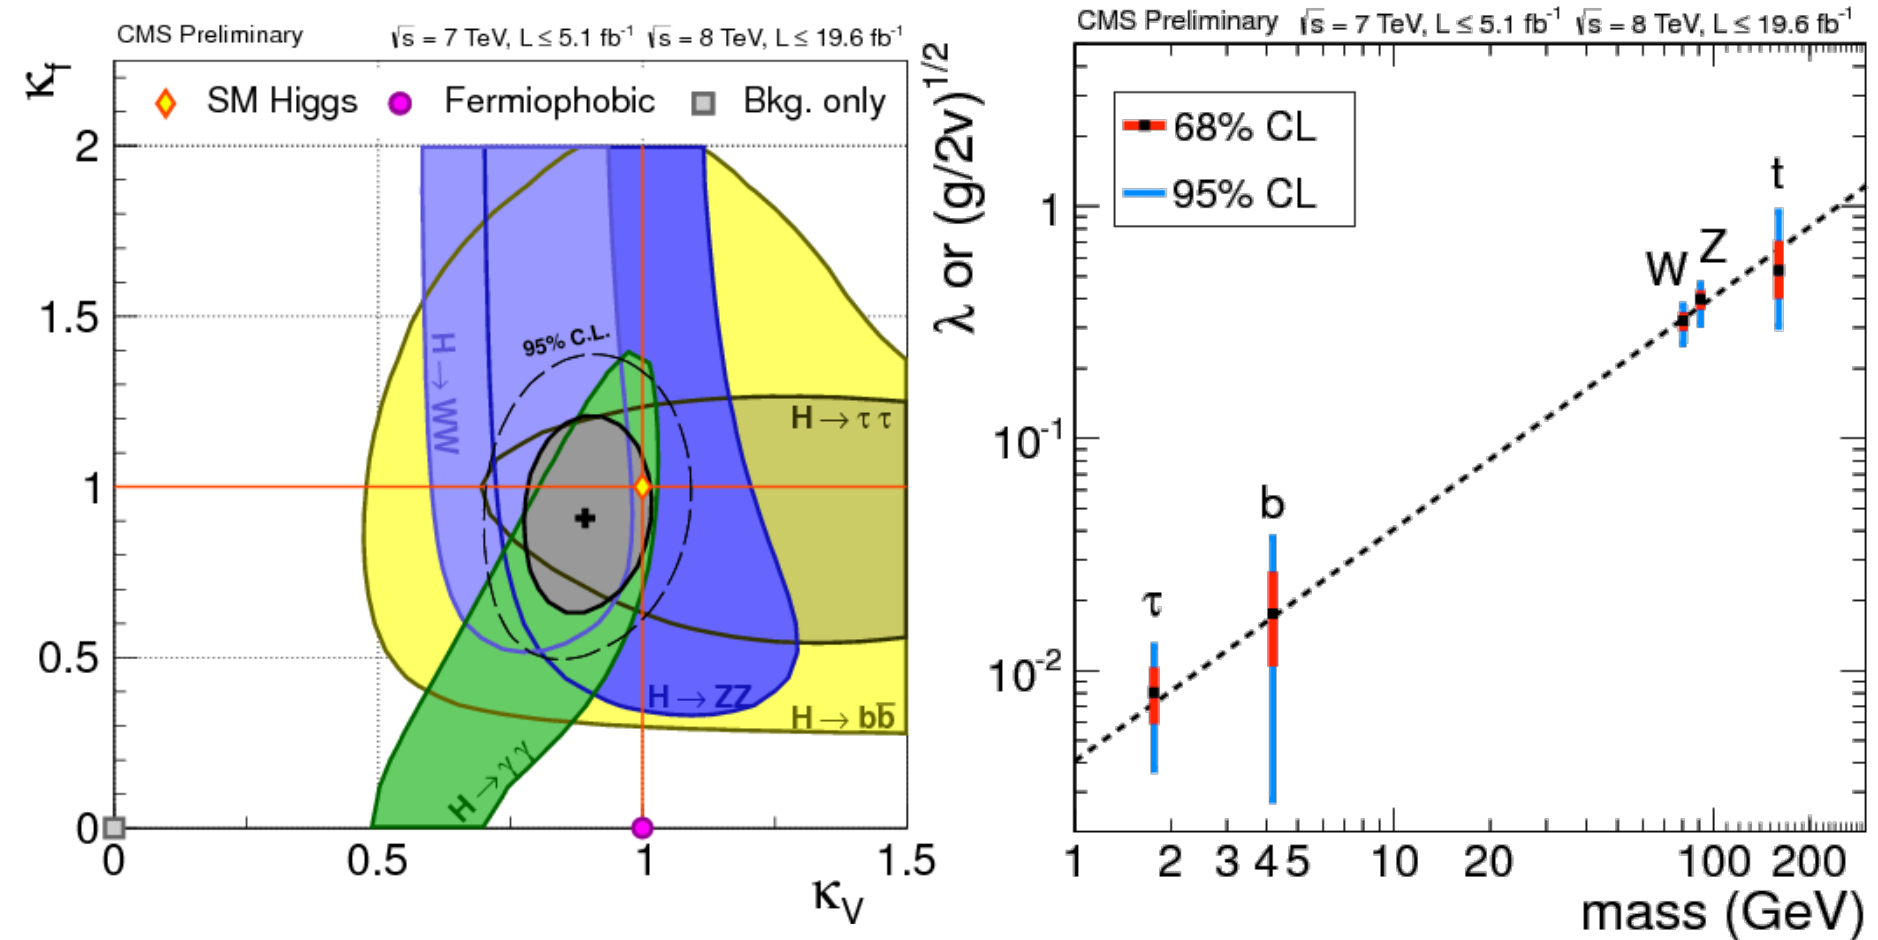 CMS Preliminary √s = 7 TeV, L ≤ 5.1 fb⁻¹ √s = 8 TeV, L ≤ 19.6 fb⁻¹
κf
SM Higgs Fermiophobic Bkg. only
2
1.5
1
0.5
0
95% C.L.
H → WW
H → τ τ
H → ZZ
H → bb̅
H → γ γ
0 0.5 1 1.5
κV
CMS Preliminary √s = 7 TeV, L ≤ 5.1 fb⁻¹ √s = 8 TeV, L ≤ 19.6 fb⁻¹
λ or (g/2v)^1/2
68% CL
95% CL
1
10⁻¹
10⁻²
t
W Z
b
τ
1 2 3 4 5 10 20 100 200
mass (GeV)